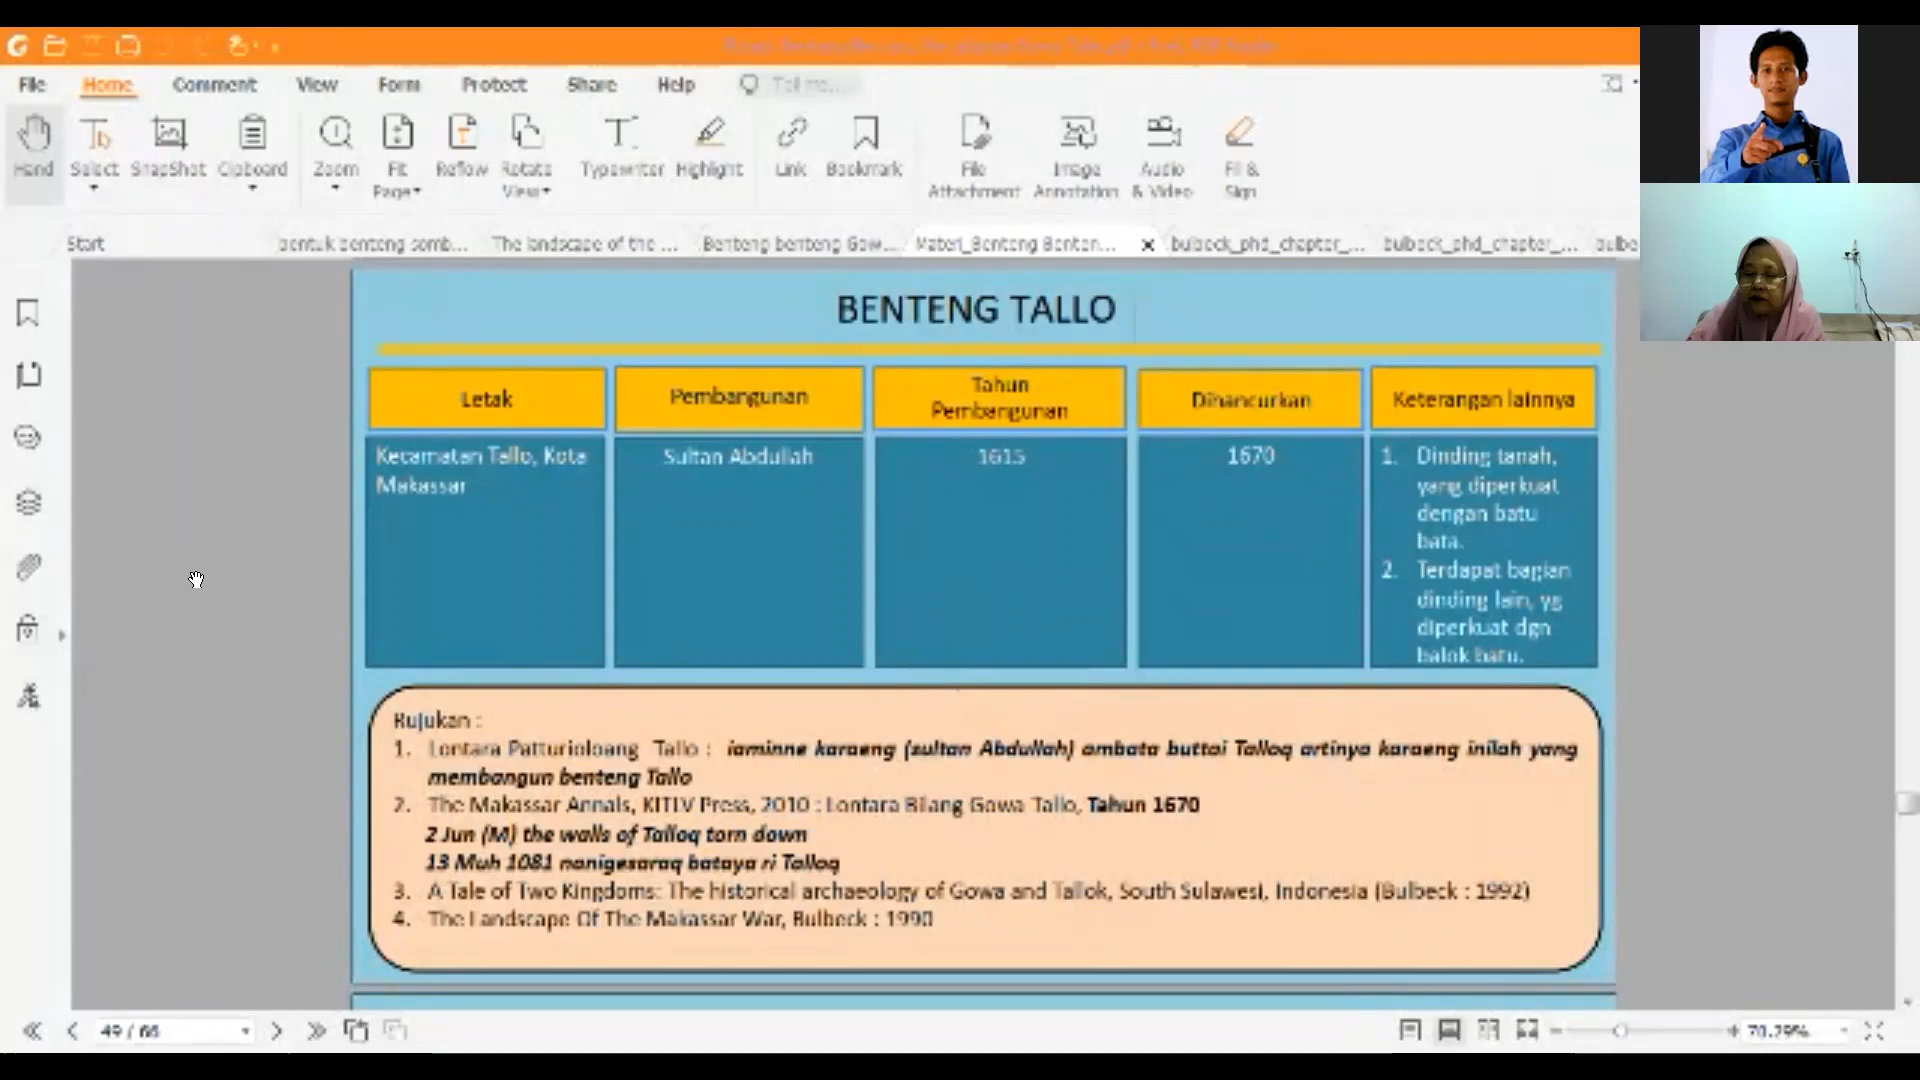 File Home Comment View Form Protect Share Help Tell me...
Hand Select SnapShot Clipboard Zoom Fit Page Reflow Rotate View Typewriter Highlight Link Bookmark File Attachment Image Annotation Audio & Video Fill & Sign
Start bentuk benteng somb... The landscape of the ... Benteng benteng Gow... Materi_Benteng Benten... bulbeck_phd_chapter_... bulbeck_phd_chapter_... bulbe
BENTENG TALLO
Letak Pembangunan Tahun Pembangunan Dihancurkan Keterangan lainnya
Kecamatan Tallo, Kota
Makassar
Sultan Abdullah
1615
1670
1. Dinding tanah,
yang diperkuat
dengan batu
bata.
2. Terdapat bagian
dinding lain, yg
diperkuat dgn
balok batu.
Rujukan :
1. Lontara Patturioloang Tallo : iaminne karaeng (sultan Abdullah) ambata buttai Tallaq artinya karaeng inilah yang
membangun benteng Tallo
2. The Makassar Annals, KITLV Press, 2010 : Lontara Bilang Gowa Tallo, Tahun 1670
2 Jun (M) the walls of Tallaq torn down
13 Muh 1081 nanigesaraq bataya ri Tallaq
3. A Tale of Two Kingdoms: The historical archaeology of Gowa and Tallok, South Sulawesi, Indonesia (Bulbeck : 1992)
4. The Landscape Of The Makassar War, Bulbeck : 1990
49 / 66
70.29%